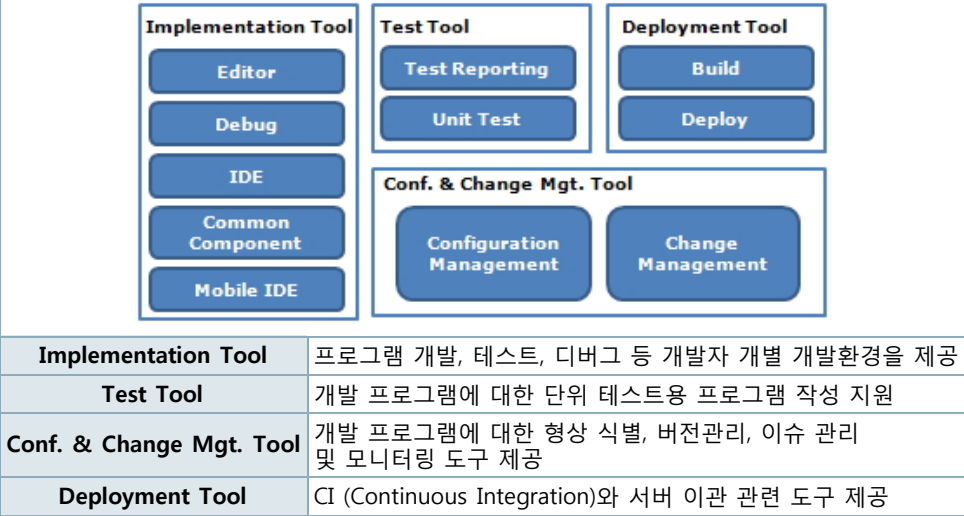 Implementation Tool
Editor
Debug
IDE
Common
Component
Mobile IDE
Test Tool
Test Reporting
Unit Test
Deployment Tool
Build
Deploy
Conf. & Change Mgt. Tool
Configuration
Management
Change
Management
Implementation Tool 프로그램 개발, 테스트, 디버그 등 개발자 개별 개발환경을 제공
Test Tool 개발 프로그램에 대한 단위 테스트용 프로그램 작성 지원
Conf. & Change Mgt. Tool 개발 프로그램에 대한 형상 식별, 버전관리, 이슈 관리
및 모니터링 도구 제공
Deployment Tool CI (Continuous Integration)와 서버 이관 관련 도구 제공